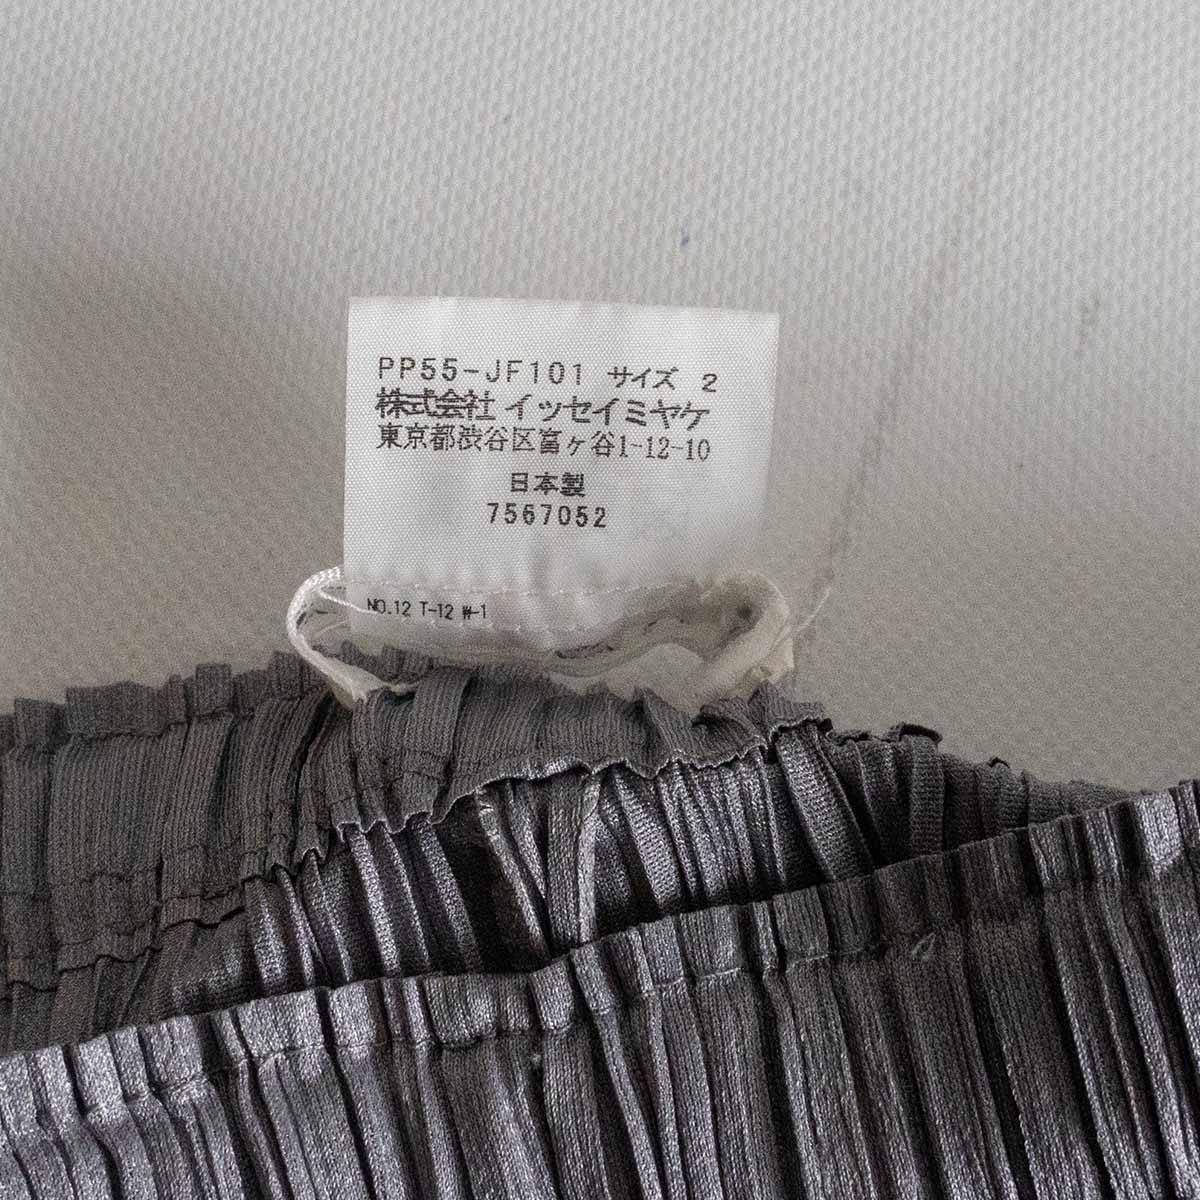 PP55-JF101 サイズ 2
株式会社イッセイミヤケ
東京都渋谷区富ヶ谷1-12-10
日本製
7567052
NO.12 T-12 W-1